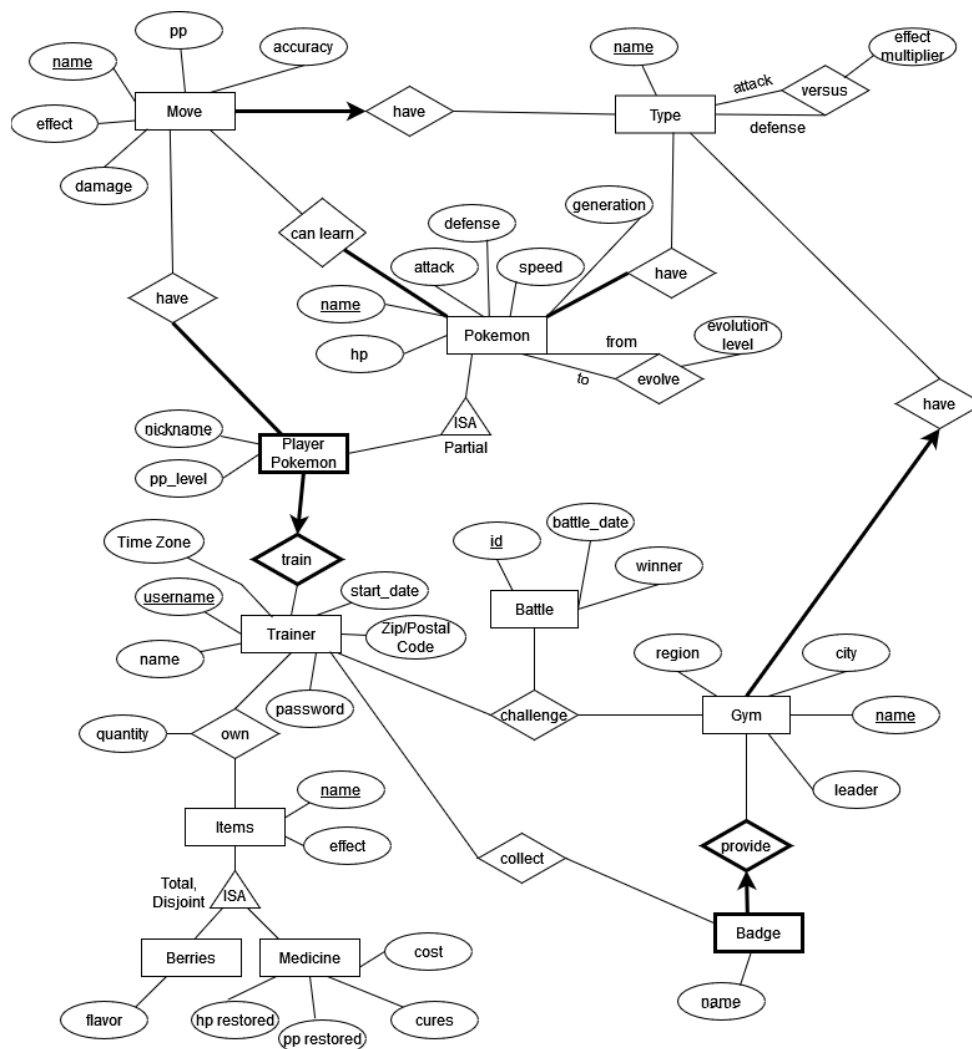 pp
name
accuracy
name
effect
multiplier
attack
versus
Move
have
Type
effect
defense
damage
generation
defense
can learn
attack
speed
have
have
name
Pokemon
from
evolution
level
hp
to
evolve
have
ISA
Partial
nickname
Player
Pokemon
pp_level
battle_date
id
Time Zone
train
winner
start_date
username
Battle
Trainer
Zip/Postal
Code
region
city
name
password
challenge
Gym
name
quantity
own
name
leader
Items
effect
provide
collect
Total,
Disjoint
ISA
Badge
cost
Berries
Medicine
name
flavor
hp restored
cures
pp restored